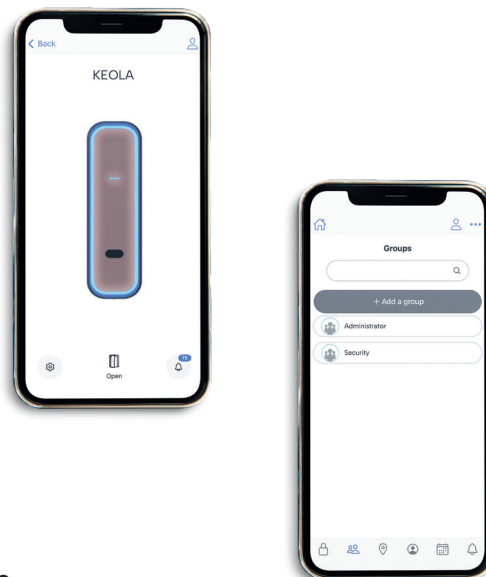 Back
KEOLA
75
Open
Groups
+ Add a group
Administrator
Security